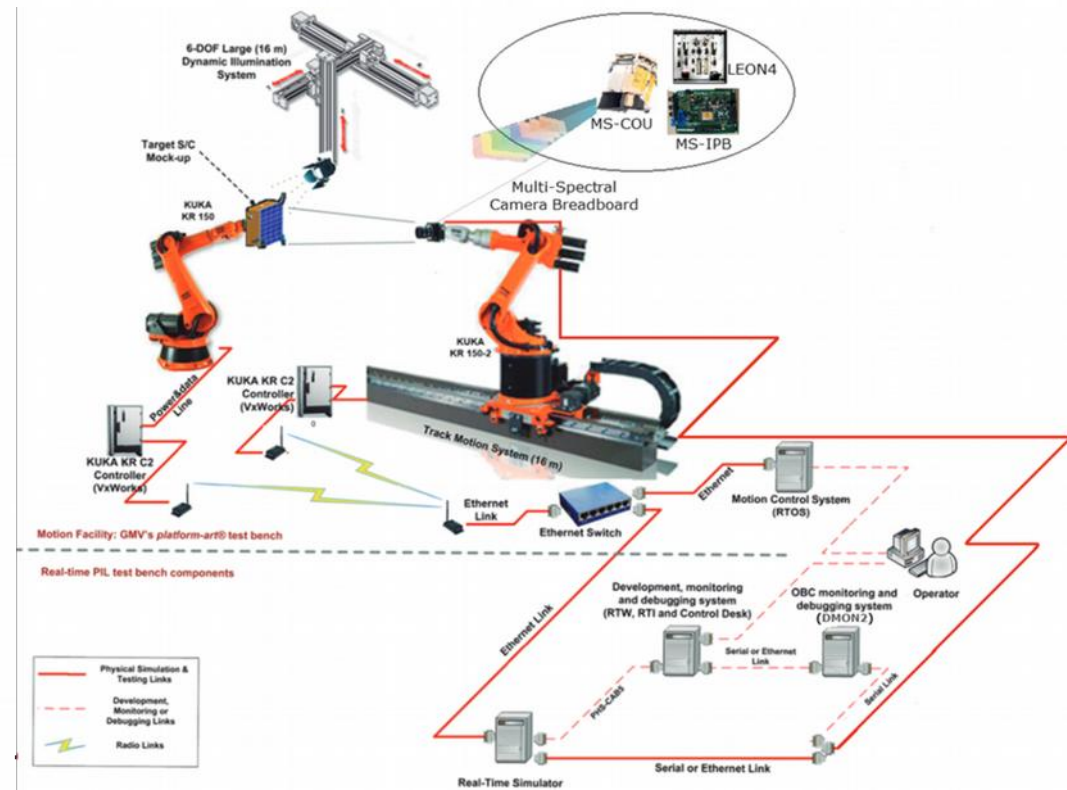 6-DOF Large (16 m)
Dynamic Illumination
System
LEON4
MS-COU
MS-IPB
Target S/C
Mock-up
Multi-Spectral
Camera Breadboard
KUKA
KR 150
KUKA
KR 150-2
KUKA KR C2
Controller
(VxWorks)
Power&data
Line
KUKA KR C2
Controller
(VxWorks)
Track Motion System (16 m)
Ethernet
Motion Control System
(RTOS)
Ethernet
Link
Ethernet Switch
Motion Facility: GMV's platform-art® test bench
Real-time PIL test bench components
Operator
Development, monitoring
and debugging system
(RTW, RTI and Control Desk)
OBC monitoring and
debugging system
(DMON2)
Ethernet Link
Serial or Ethernet
Link
Serial Link
PHS-CAB5
Physical Simulation &
Testing Links
Development,
Monitoring or
Debugging Links
Radio Links
Real-Time Simulator
Serial or Ethernet Link